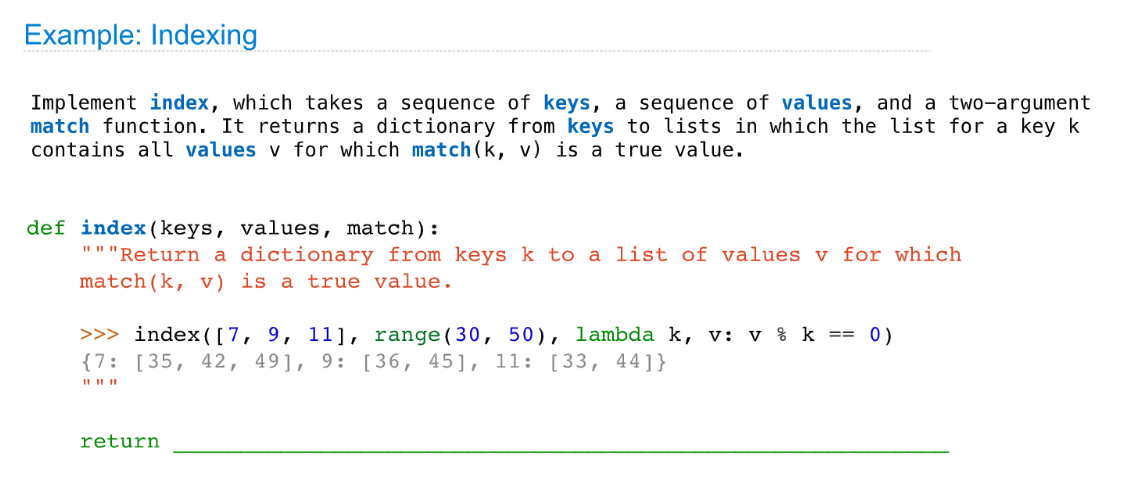 Example: Indexing
Implement index, which takes a sequence of keys, a sequence of values, and a two-argument
match function. It returns a dictionary from keys to lists in which the list for a key k
contains all values v for which match(k, v) is a true value.
def index(keys, values, match):
"""Return a dictionary from keys k to a list of values v for which
match(k, v) is a true value.
>>> index([7, 9, 11], range(30, 50), lambda k, v: v % k == 0)
{7: [35, 42, 49], 9: [36, 45], 11: [33, 44]}
"""
return ____________________________________________________________